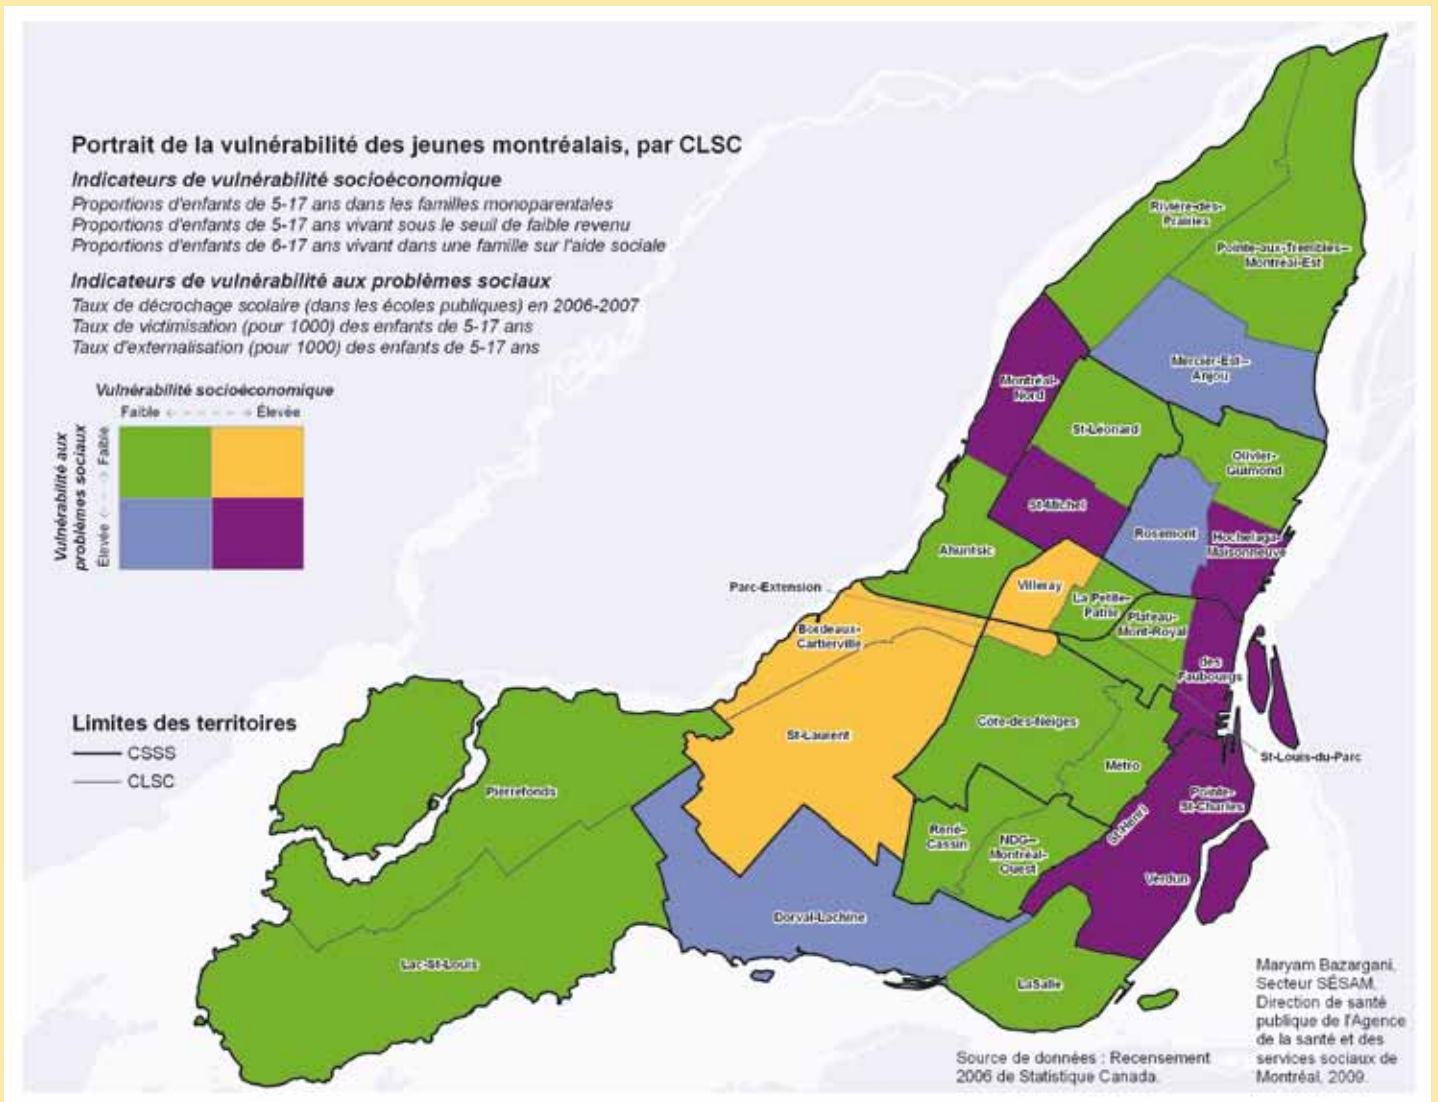 Portrait de la vulnérabilité des jeunes montréalais, par CLSC
Indicateurs de vulnérabilité socioéconomique
Proportions d'enfants de 5-17 ans dans les familles monoparentales
Proportions d'enfants de 5-17 ans vivant sous le seuil de faible revenu
Proportions d'enfants de 6-17 ans vivant dans une famille sur l'aide sociale
Indicateurs de vulnérabilité aux problèmes sociaux
Taux de décrochage scolaire (dans les écoles publiques) en 2006-2007
Taux de victimisation (pour 1000) des enfants de 5-17 ans
Taux d'externalisation (pour 1000) des enfants de 5-17 ans
Vulnérabilité socioéconomique
Faible
Élevée
Vulnérabilité aux
problèmes sociaux
Élevée
Faible
Limites des territoires
CSSS
CLSC
Rivière-des-
Prairies
Pointe-aux-Trembles–
Montréal-Est
Mercier-Est–
Anjou
Montréal-
Nord
St-Léonard
Olivier-
Guimond
St-Michel
Rosemont
Hochelaga-
Maisonneuve
Ahuntsic
Villeray
Parc-Extension
La Petite-
Patrie
Plateau-
Mont-Royal
Bordeaux-
Cartierville
des
Faubourgs
St-Laurent
Côte-des-Neiges
Métro
St-Louis-du-Parc
Pierrefonds
Pointe-
St-Charles
St-Henri
René-
Cassin
NDG–
Montréal-
Ouest
Verdun
Dorval-Lachine
Lac-St-Louis
LaSalle
Source de données : Recensement
2006 de Statistique Canada.
Maryam Bazargani,
Secteur SÉSAM,
Direction de santé
publique de l'Agence
de la santé et des
services sociaux de
Montréal, 2009.